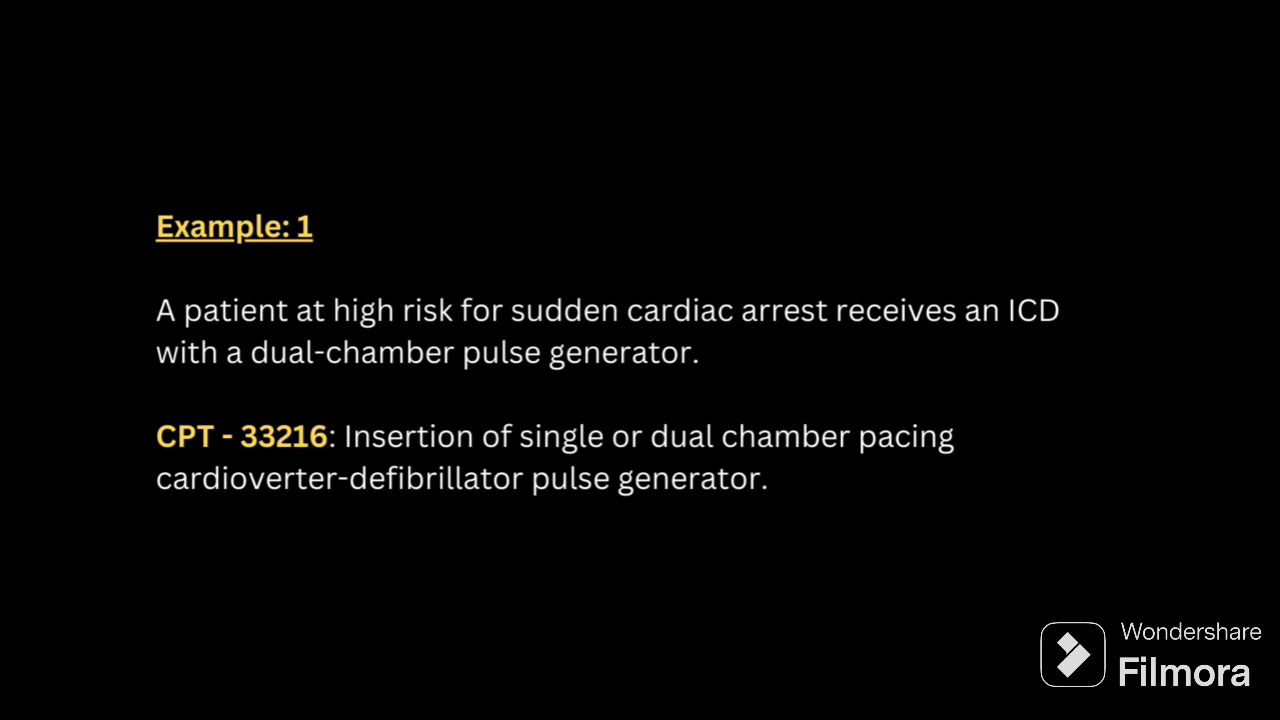 Example: 1
A patient at high risk for sudden cardiac arrest receives an ICD
with a dual-chamber pulse generator.
CPT - 33216: Insertion of single or dual chamber pacing
cardioverter-defibrillator pulse generator.
Wondershare
Filmora